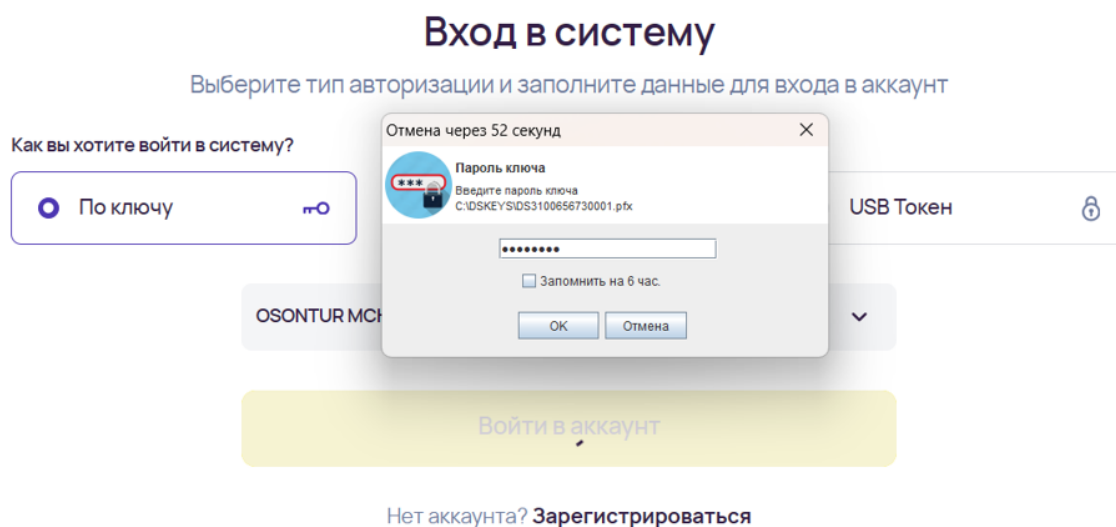 Вход в систему
Выберите тип авторизации и заполните данные для входа в аккаунт
Отмена через 52 секунд
Как вы хотите войти в систему?
Пароль ключа
Введите пароль ключа
C:\DSKEYS\DS3100656730001.pfx
По ключу
USB Токен
Запомнить на 6 час.
OSONTUR
OK Отмена
Войти в аккаунт
Нет аккаунта? Зарегистрироваться